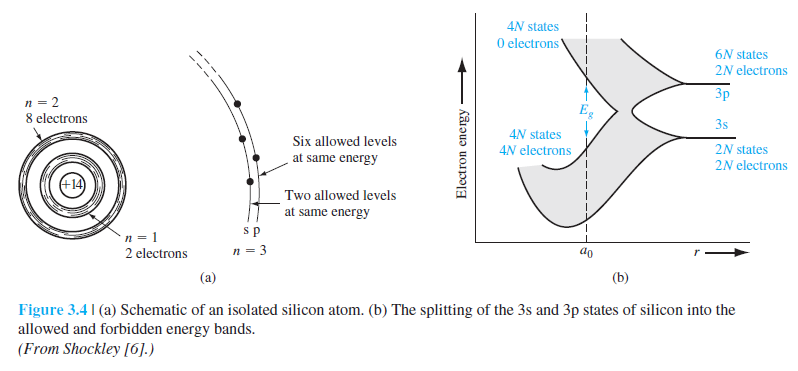 n = 2
8 electrons
+14
n = 1
2 electrons
Six allowed levels
at same energy
Two allowed levels
at same energy
s p
n = 3
(a)
4N states
0 electrons
6N states
2N electrons
3p
Eg
3s
4N states
4N electrons
2N states
2N electrons
Electron energy
a0
r
(b)
Figure 3.4 | (a) Schematic of an isolated silicon atom. (b) The splitting of the 3s and 3p states of silicon into the
allowed and forbidden energy bands.
(From Shockley [6].)